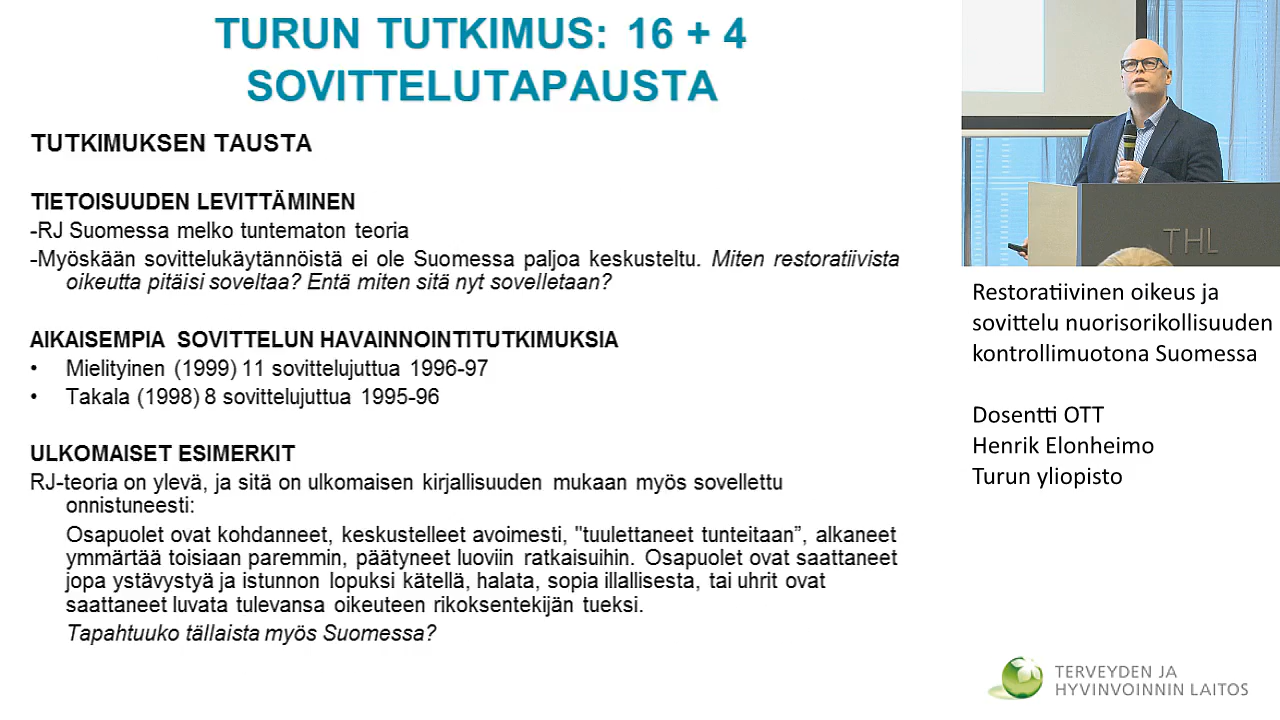 TURUN TUTKIMUS: 16 + 4
SOVITTELUTAPAUSTA
TUTKIMUKSEN TAUSTA
TIETOISUUDEN LEVITTÄMINEN
-RJ Suomessa melko tuntematon teoria
-Myöskään sovittelukäytännöistä ei ole Suomessa paljoa keskusteltu. Miten restoratiivista
oikeutta pitäisi soveltaa? Entä miten sitä nyt sovelletaan?
AIKAISEMPIA SOVITTELUN HAVAINNOINTITUTKIMUKSIA
• Mielityinen (1999) 11 sovittelujuttua 1996-97
• Takala (1998) 8 sovittelujuttua 1995-96
ULKOMAISET ESIMERKIT
RJ-teoria on ylevä, ja sitä on ulkomaisen kirjallisuuden mukaan myös sovellettu
onnistuneesti:
Osapuolet ovat kohdanneet, keskustelleet avoimesti, "tuulettaneet tunteitaan”, alkaneet
ymmärtää toisiaan paremmin, päätyneet luoviin ratkaisuihin. Osapuolet ovat saattaneet
jopa ystävystyä ja istunnon lopuksi kätellä, halata, sopia illallisesta, tai uhrit ovat
saattaneet luvata tulevansa oikeuteen rikoksentekijän tueksi.
Tapahtuuko tällaista myös Suomessa?
THL
Restoratiivinen oikeus ja
sovittelu nuorisorikollisuuden
kontrollimuotona Suomessa
Dosentti OTT
Henrik Elonheimo
Turun yliopisto
TERVEYDEN JA
HYVINVOINNIN LAITOS